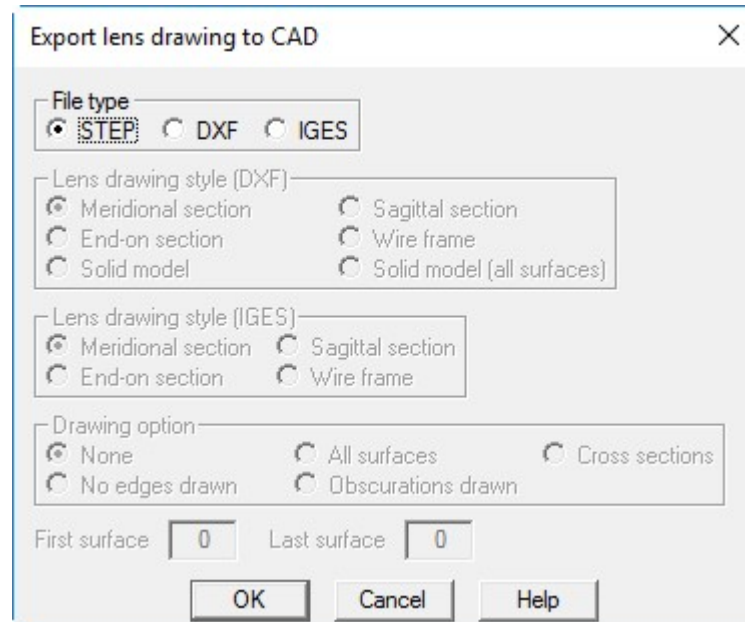 Export lens drawing to CAD
File type
STEP DXF IGES
Lens drawing style (DXF)
Meridional section Sagittal section
End-on section Wire frame
Solid model Solid model (all surfaces)
Lens drawing style (IGES)
Meridional section Sagittal section
End-on section Wire frame
Drawing option
None All surfaces Cross sections
No edges drawn Obscurations drawn
First surface 0 Last surface 0
OK Cancel Help